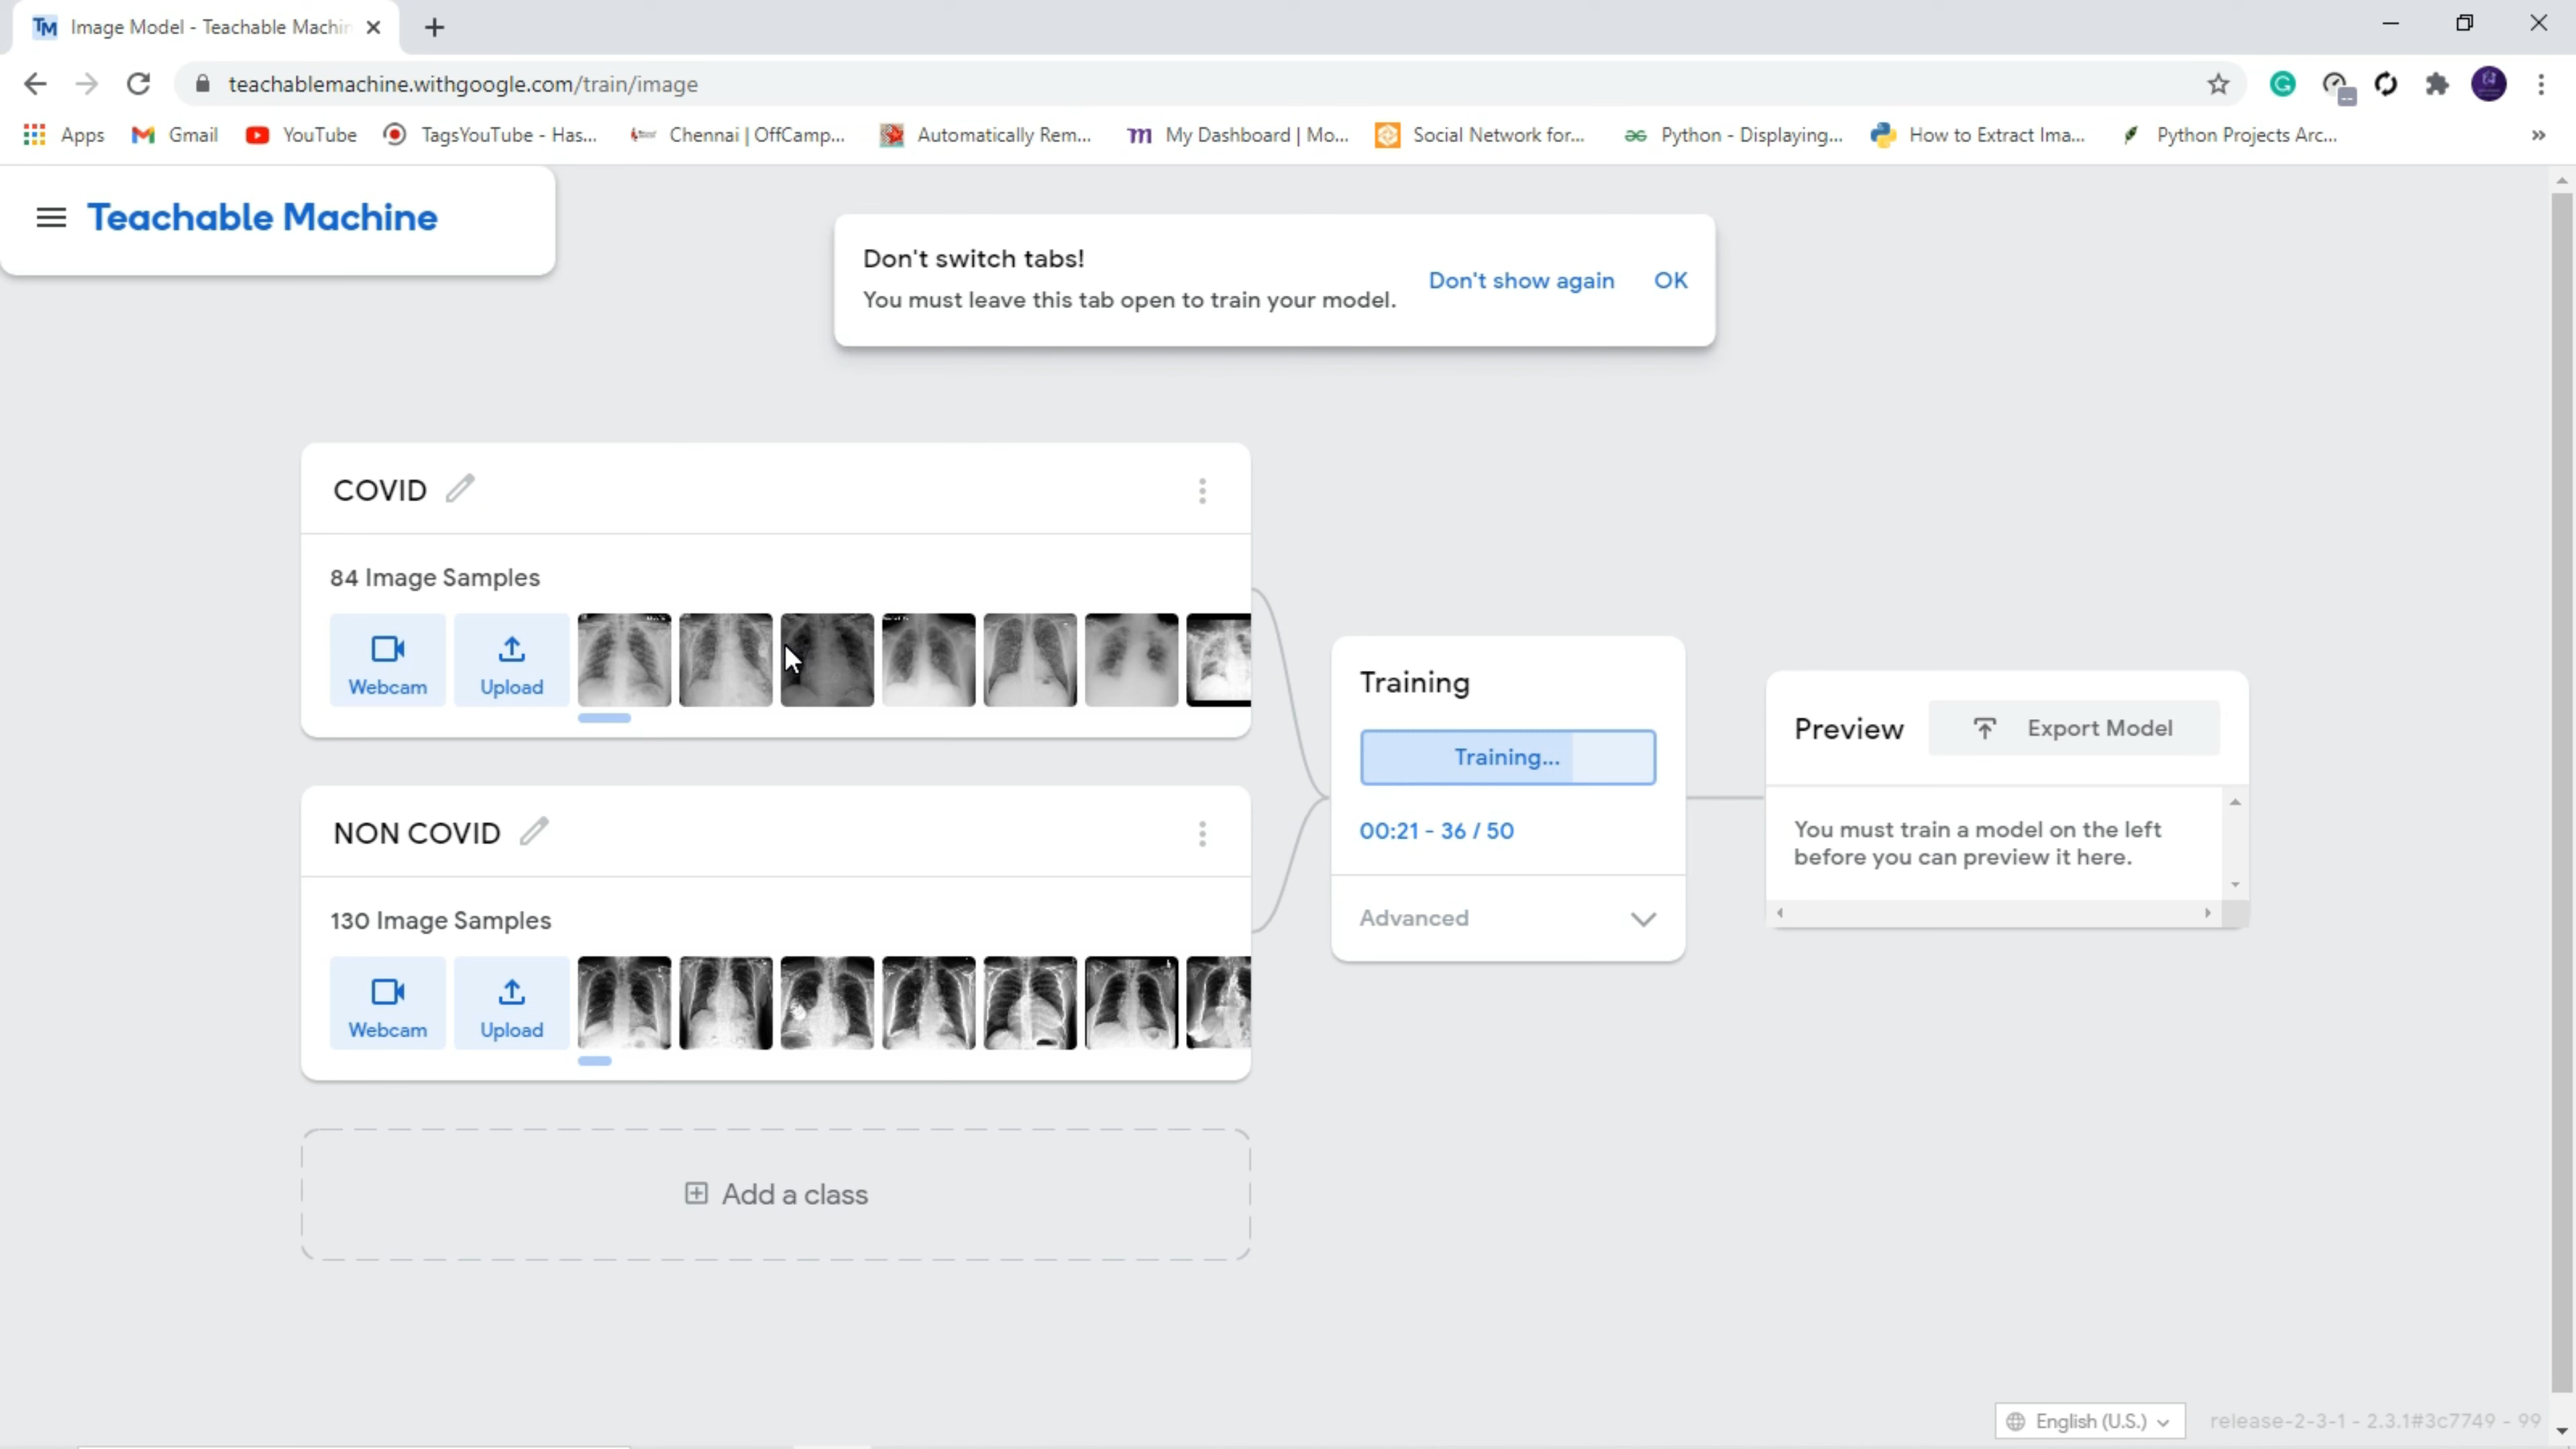 TM Image Model - Teachable Machin
teachablemachine.withgoogle.com/train/image
Apps Gmail YouTube TagsYouTube - Has... Chennai | OffCamp... Automatically Rem... My Dashboard | Mo... Social Network for... Python - Displaying... How to Extract Ima... Python Projects Arc... »
Teachable Machine
Don't switch tabs!
You must leave this tab open to train your model.
Don't show again OK
COVID
84 Image Samples
Webcam Upload
NON COVID
130 Image Samples
Webcam Upload
Add a class
Training
Training...
00:21 - 36 / 50
Advanced
Preview Export Model
You must train a model on the left
before you can preview it here.
English (U.S.) release-2-3-1 - 2.3.1#3c7749 - 99